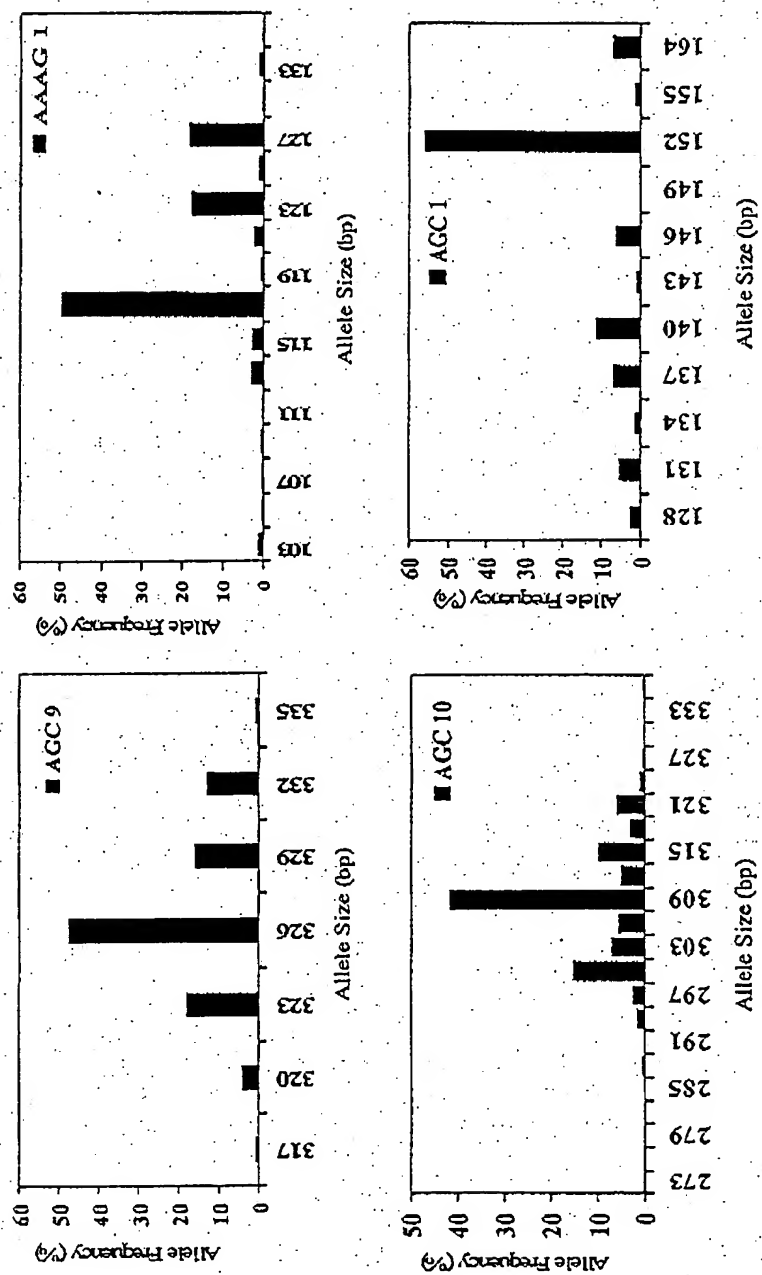 AGC 9
Allele Frequency (%)
60
50
40
30
20
10
0
317 320 323 326 329 332 335
Allele Size (bp)
AAAG 1
Allele Frequency (%)
60
50
40
30
20
10
0
103 107 111 115 119 123 127 133
Allele Size (bp)
AGC 10
Allele Frequency (%)
50
40
30
20
10
0
273 279 285 291 297 303 309 315 321 327 333
Allele Size (bp)
AGC 1
Allele Frequency (%)
60
50
40
30
20
10
0
128 131 134 137 140 143 146 149 152 155 164
Allele Size (bp)